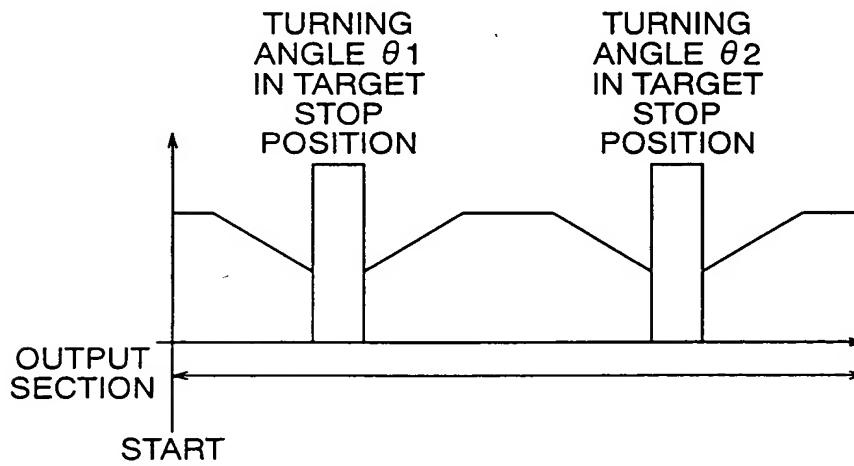 TURNING
ANGLE θ1
IN TARGET
STOP
POSITION
TURNING
ANGLE θ2
IN TARGET
STOP
POSITION
OUTPUT
SECTION
START